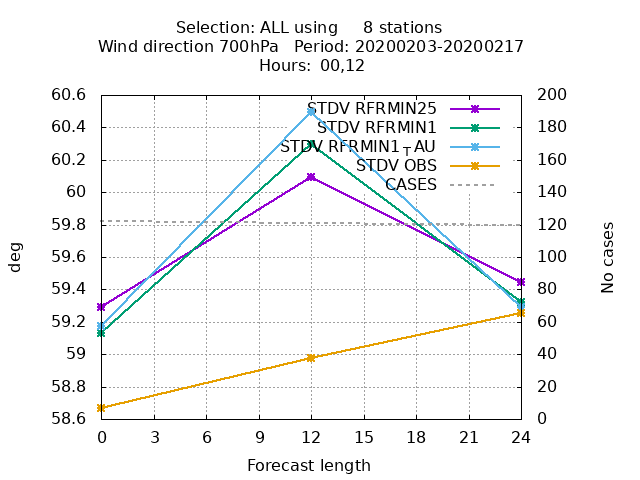 Selection: ALL using 8 stations
Wind direction 700hPa Period: 20200203-20200217
Hours: 00,12
STDV RFRMIN25
STDV RFRMIN1
STDV RFRMIN1_AU
STDV OBS
CASES
60.6
60.4
60.2
60
59.8
59.6
59.4
59.2
59
58.8
58.6
deg
200
180
160
140
120
100
80
60
40
20
0
No cases
0 3 6 9 12 15 18 21 24
Forecast length